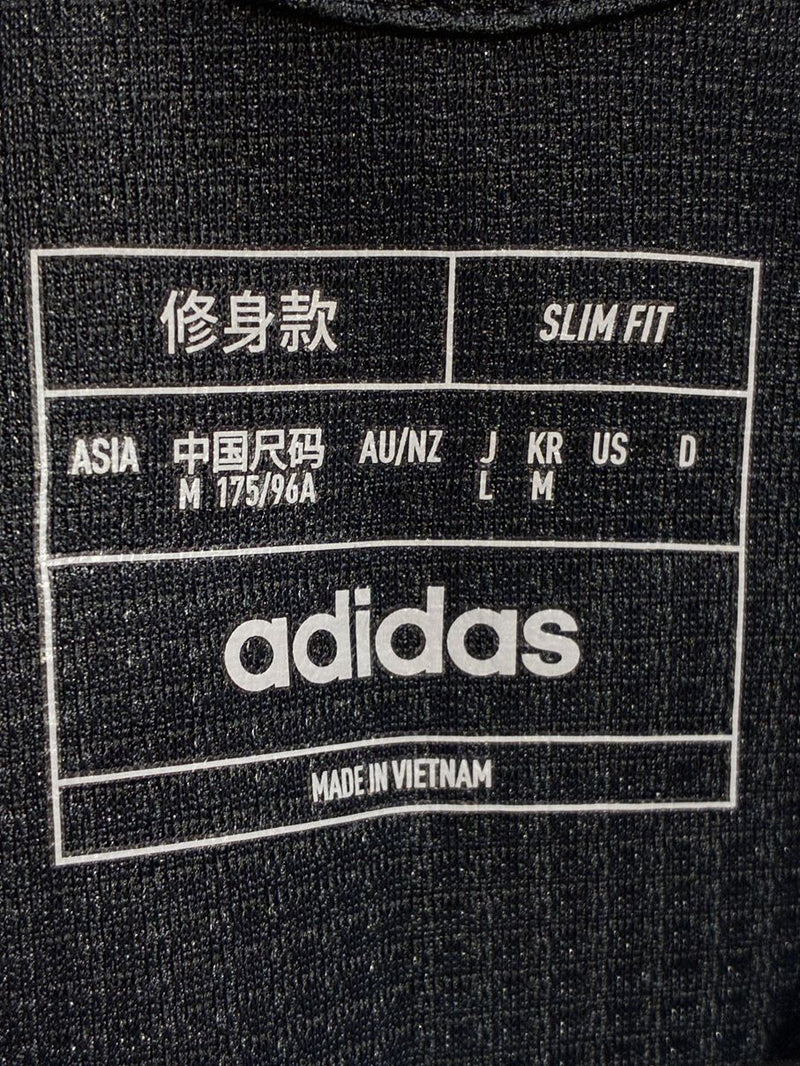 修身款 SLIM FIT
ASIA 中国尺码 AU/NZ J KR US D
M 175/96A L M
adidas
MADE IN VIETNAM